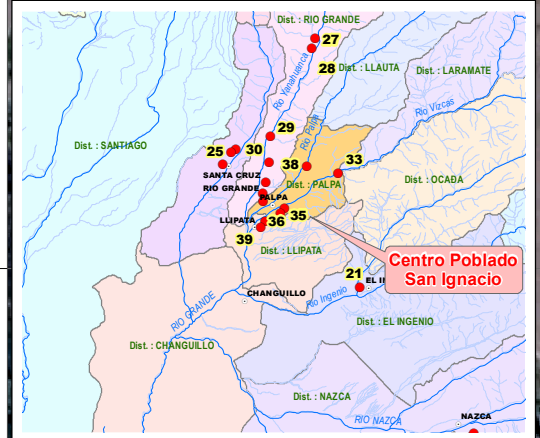 Dist. : RIO GRANDE
27
28
Dist. : LLAUTA
Dist. : LARAMATE
Rio Yanahuanca
Rio Palpa
Rio Vizcas
Dist. : SANTIAGO
29
25
30
38
33
SANTA CRUZ
RIO GRANDE
Dist. : PALPA
OCAÐA
PALPA
LLIPATA
36
35
39
Dist. : LLIPATA
Centro Poblado
San Ignacio
21
EL I
CHANGUILLO
Rio Ingenio
RIO GRANDE
Dist. : EL INGENIO
Dist. : CHANGUILLO
Dist. : NAZCA
RIO NAZCA
NAZCA